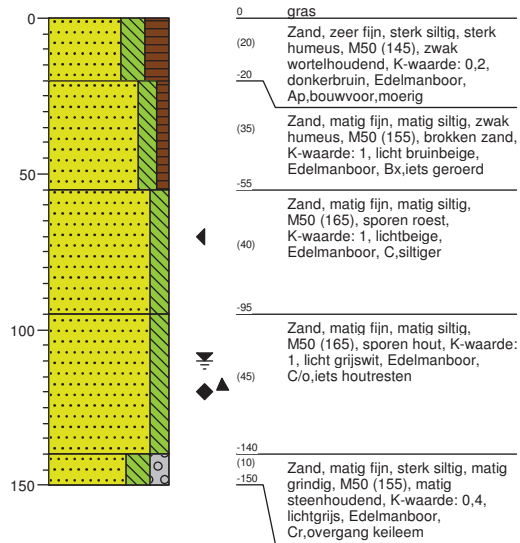 0
50
100
150
0 gras
(20)
Zand, zeer fijn, sterk siltig, sterk
humeus, M50 (145), zwak
wortelhoudend, K-waarde: 0,2,
donkerbruin, Edelmanboor,
Ap,bouwvoor,moerig
-20
(35)
Zand, matig fijn, matig siltig, zwak
humeus, M50 (155), brokken zand,
K-waarde: 1, licht bruinbeige,
Edelmanboor, Bx,iets geroerd
-55
(40)
Zand, matig fijn, matig siltig,
M50 (165), sporen roest,
K-waarde: 1, lichtbeige,
Edelmanboor, C,siltiger
-95
(45)
Zand, matig fijn, matig siltig,
M50 (165), sporen hout, K-waarde:
1, licht grijswit, Edelmanboor,
C/o,iets houtresten
-140
(10)
-150
Zand, matig fijn, sterk siltig, matig
grindig, M50 (155), matig
steenhoudend, K-waarde: 0,4,
lichtgrijs, Edelmanboor,
Cr,overgang keileem